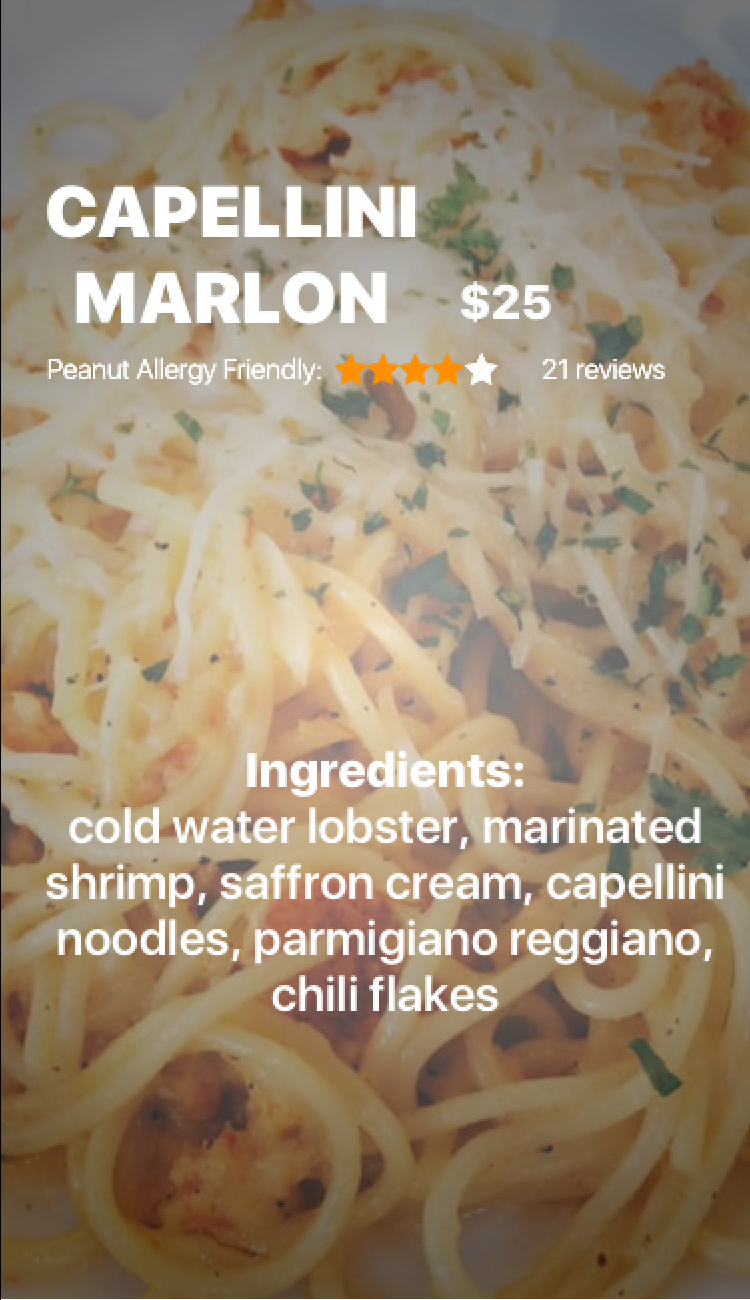 CAPELLINI
MARLON $25
Peanut Allergy Friendly: 21 reviews
Ingredients:
cold water lobster, marinated
shrimp, saffron cream, capellini
noodles, parmigiano reggiano,
chili flakes